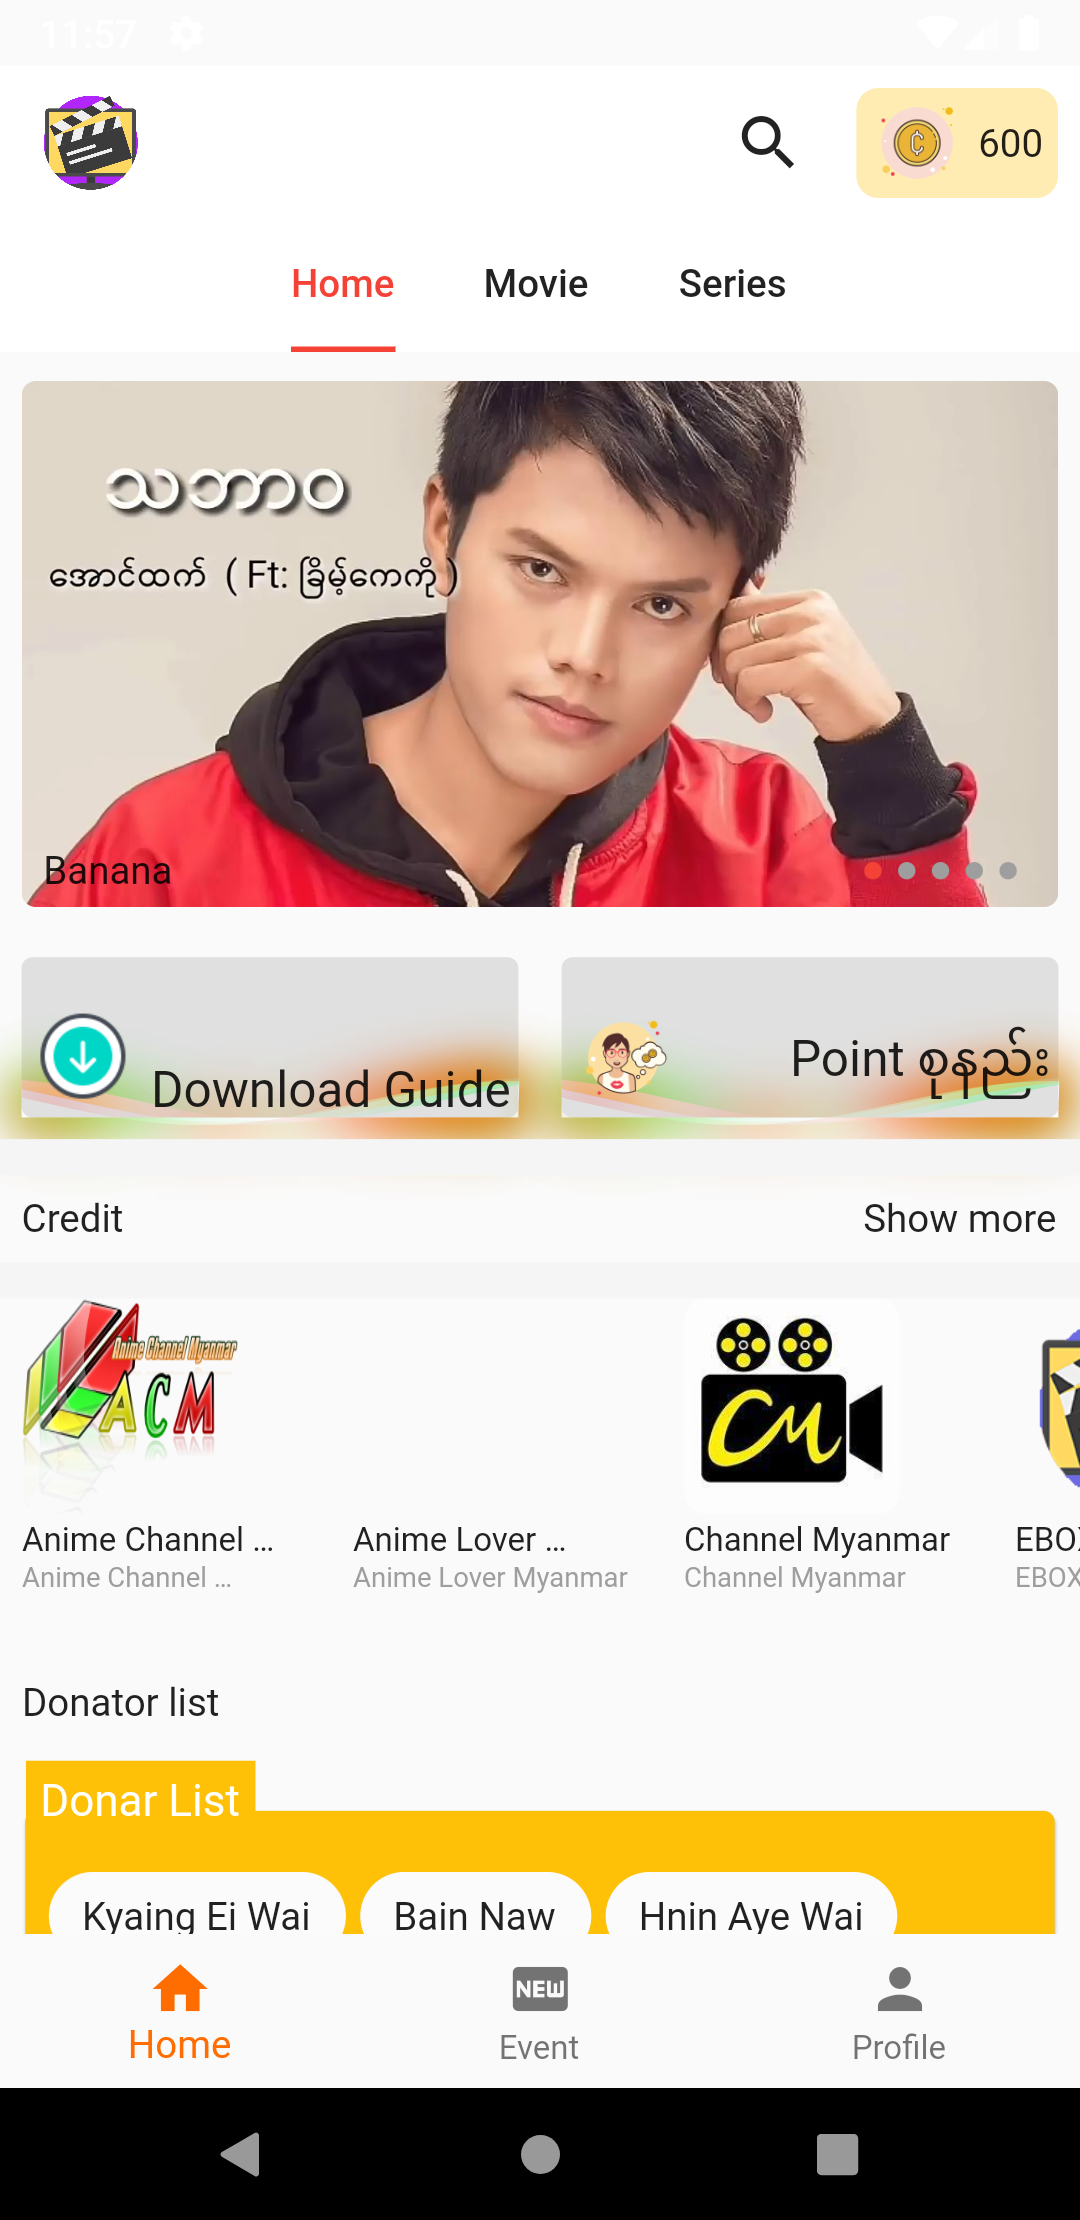 11:57
600
Home Movie Series
သဘာဝ
အောင်ထက် ( Ft: ခြိမ့်ကေကို )
Banana
Download Guide
Point စုနည်း
Credit Show more
Anime Channel Myanmar
ACM
CM
Anime Channel ... Anime Lover ... Channel Myanmar EBO
Anime Channel ... Anime Lover Myanmar Channel Myanmar EBOX
Donator list
Donar List
Kyaing Ei Wai Bain Naw Hnin Aye Wai
NEW
Home Event Profile